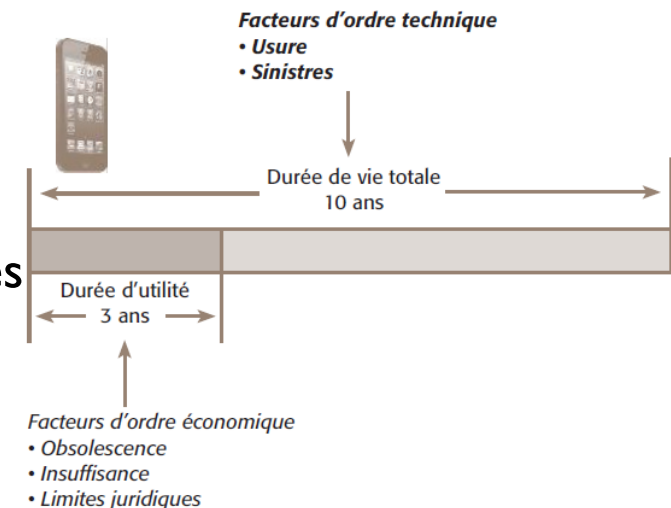 Facteurs d’ordre technique
• Usure
• Sinistres
Durée de vie totale
10 ans
es
Durée d’utilité
3 ans
Facteurs d’ordre économique
• Obsolescence
• Insuffisance
• Limites juridiques